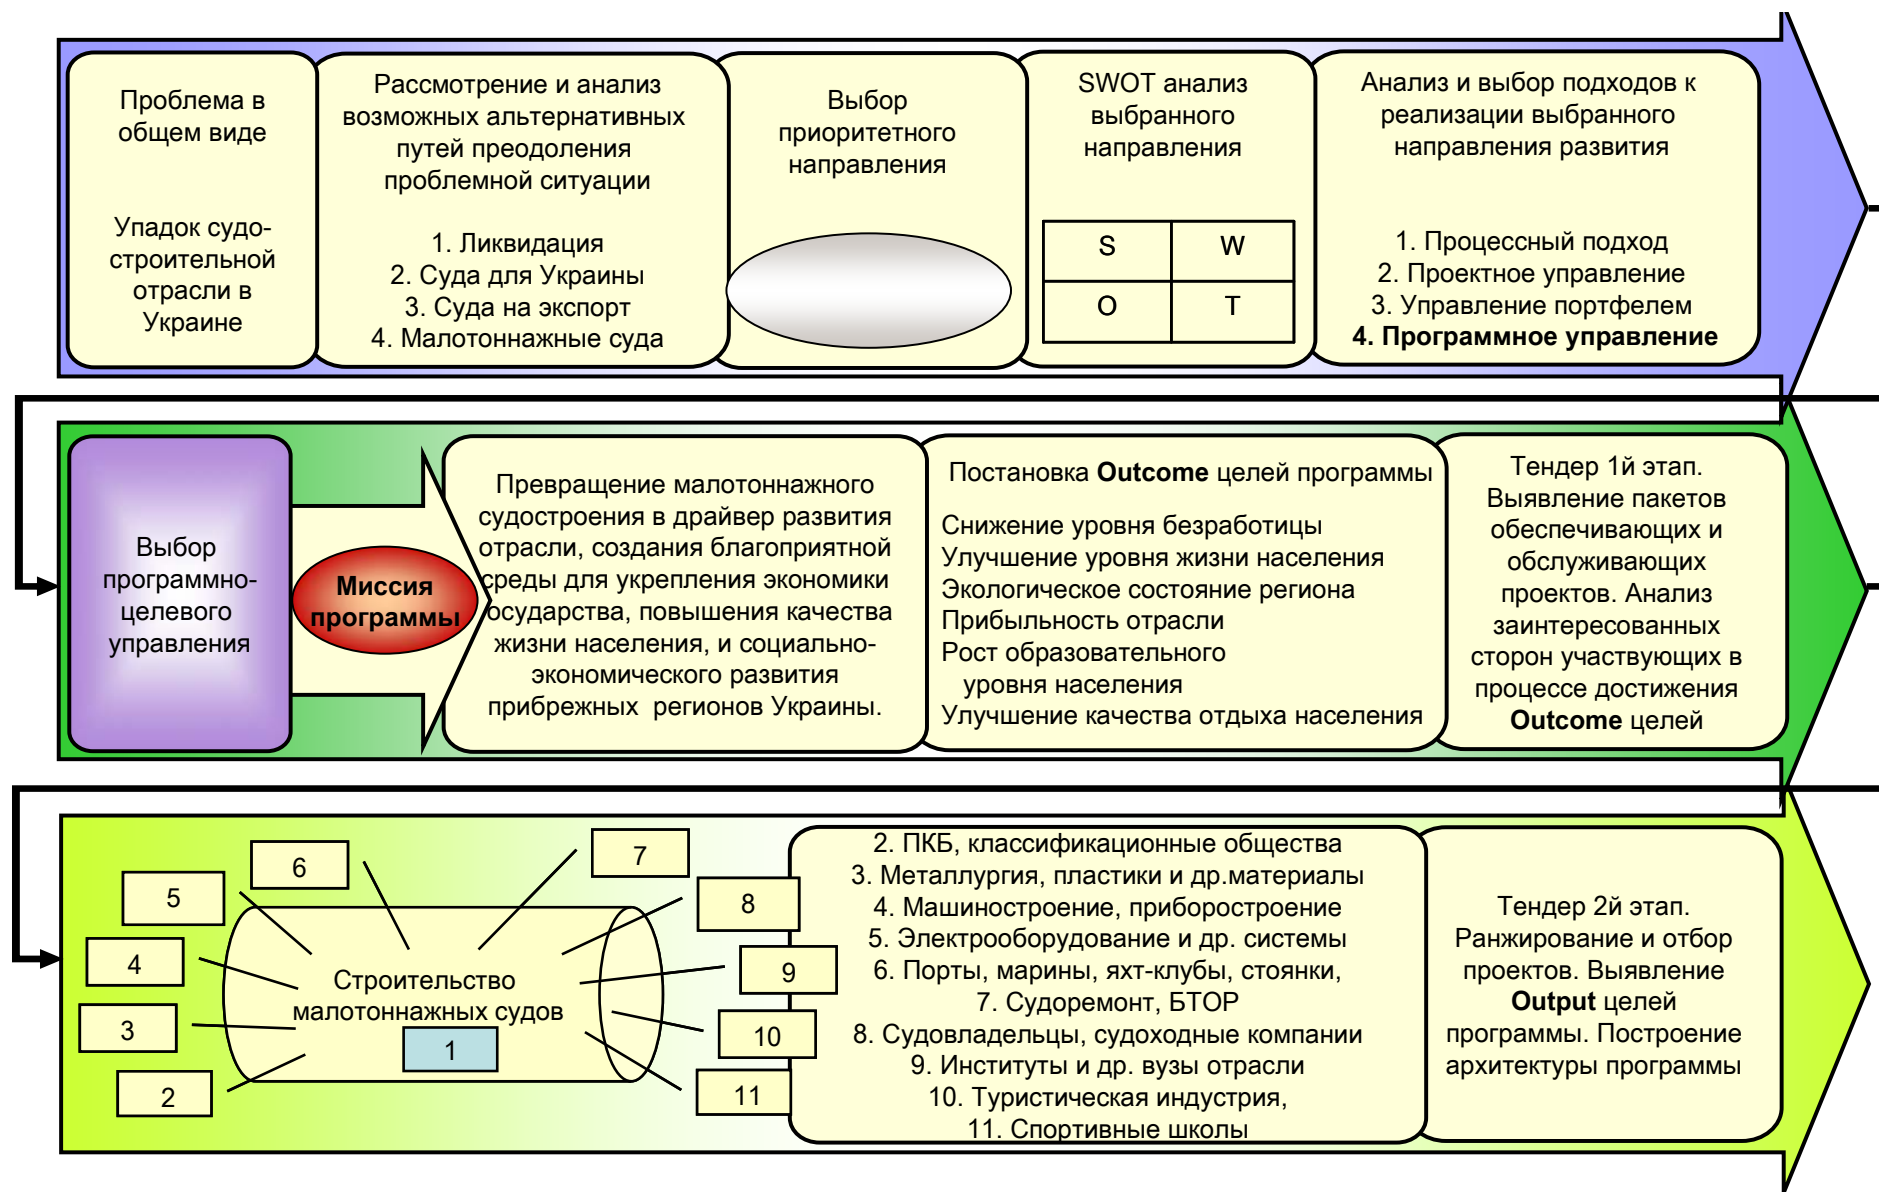 Проблема в
общем виде
Упадок судо-
строительной
отрасли в
Украине
Рассмотрение и анализ
возможных альтернативных
путей преодоления
проблемной ситуации
1. Ликвидация
2. Суда для Украины
3. Суда на экспорт
4. Малотоннажные суда
Выбор
приоритетного
направления
SWOT анализ
выбранного
направления
S W
O T
Анализ и выбор подходов к
реализации выбранного
направления развития
1. Процессный подход
2. Проектное управление
3. Управление портфелем
4. Программное управление
Выбор
программно-
целевого
управления
Миссия
программы
Превращение малотоннажного
судостроения в драйвер развития
отрасли, создания благоприятной
среды для укрепления экономики
осударства, повышения качества
жизни населения, и социально-
экономического развития
прибрежных регионов Украины.
Постановка Outcome целей программы
Снижение уровня безработицы
Улучшение уровня жизни населения
Экологическое состояние региона
Прибыльность отрасли
Рост образовательного
уровня населения
Улучшение качества отдыха населения
Тендер 1й этап.
Выявление пакетов
обеспечивающих и
обслуживающих
проектов. Анализ
заинтересованных
сторон участвующих в
процессе достижения
Outcome целей
6
7
5
8
4
9
3
10
2
11
Строительство
малотоннажных судов
1
2. ПКБ, классификационные общества
3. Металлургия, пластики и др.материалы
4. Машиностроение, приборостроение
5. Электрооборудование и др. системы
6. Порты, марины, яхт-клубы, стоянки,
7. Судоремонт, БТОР
8. Судовладельцы, судоходные компании
9. Институты и др. вузы отрасли
10. Туристическая индустрия,
11. Спортивные школы
Тендер 2й этап.
Ранжирование и отбор
проектов. Выявление
Output целей
программы. Построение
архитектуры программы